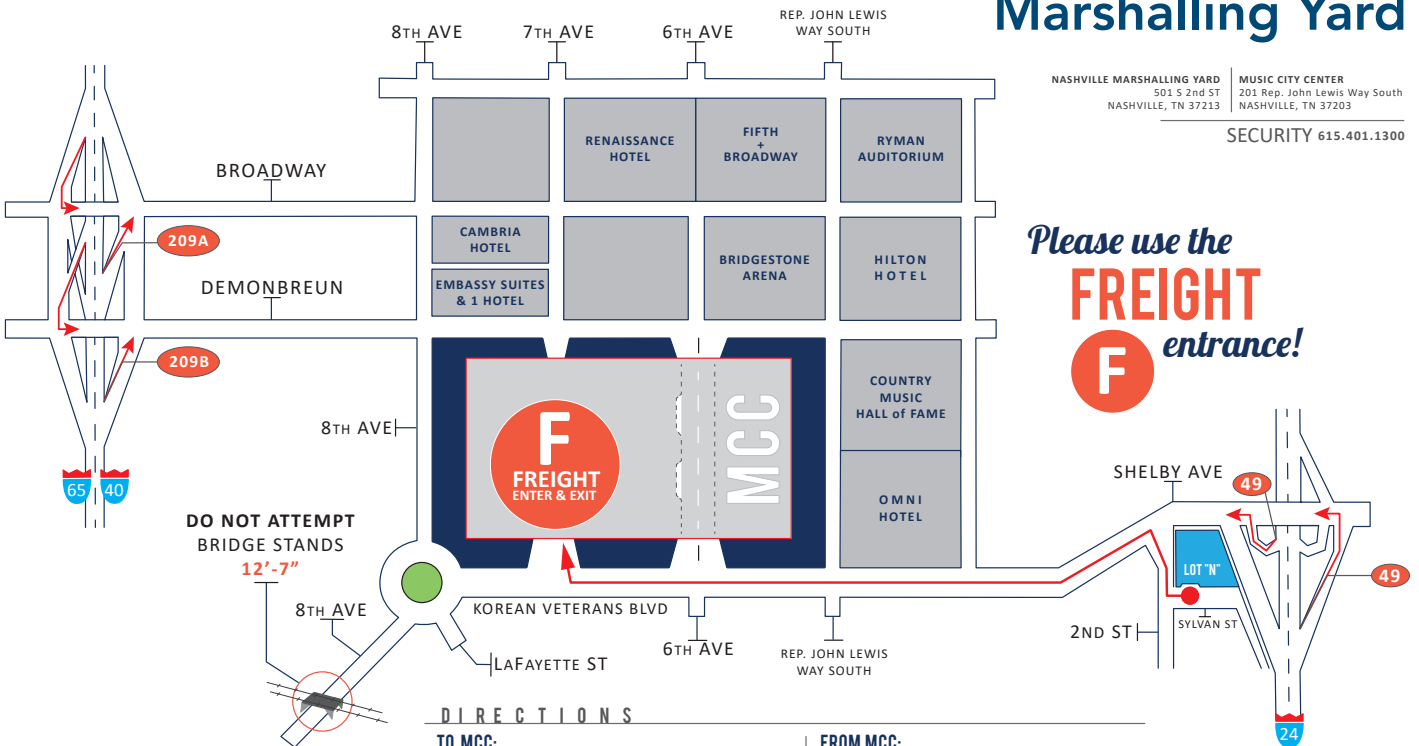 Marshalling Yard
NASHVILLE MARSHALLING YARD
501 S 2nd ST
NASHVILLE, TN 37213
MUSIC CITY CENTER
201 Rep. John Lewis Way South
NASHVILLE, TN 37203
SECURITY 615.401.1300
8TH AVE
7TH AVE
6TH AVE
REP. JOHN LEWIS
WAY SOUTH
RENAISSANCE
HOTEL
FIFTH
+
BROADWAY
RYMAN
AUDITORIUM
BROADWAY
209A
CAMBRIA
HOTEL
EMBASSY SUITES
& 1 HOTEL
BRIDGESTONE
ARENA
HILTON
HOTEL
DEMONBREUN
209B
Please use the
FREIGHT
F
entrance!
8TH AVE
F
FREIGHT
ENTER & EXIT
MCC
COUNTRY
MUSIC
HALL of FAME
OMNI
HOTEL
65
40
DO NOT ATTEMPT
BRIDGE STANDS
12’-7”
8TH AVE
KOREAN VETERANS BLVD
LAFAYETTE ST
6TH AVE
REP. JOHN LEWIS
WAY SOUTH
SHELBY AVE
49
LOT "N"
49
2ND ST
SYLVAN ST
24
DIRECTIONS
TO MCC:
FROM MCC: